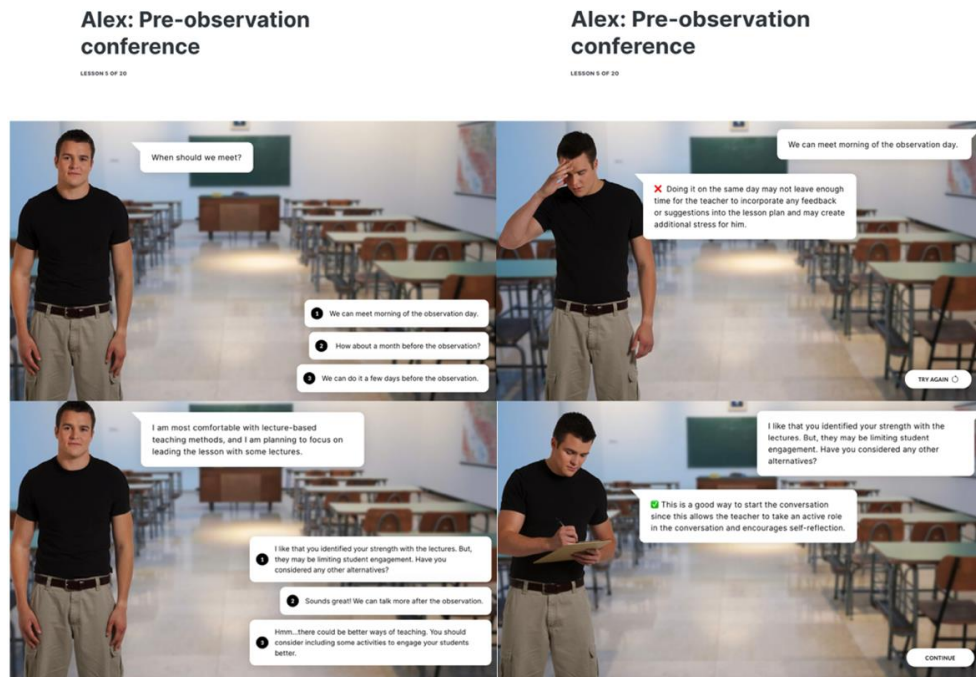 Alex: Pre-observation
conference
LESSON 5 OF 20
When should we meet?
1 We can meet morning of the observation day.
2 How about a month before the observation?
3 We can do it a few days before the observation.
Alex: Pre-observation
conference
LESSON 5 OF 20
We can meet morning of the observation day.
❌ Doing it on the same day may not leave enough
time for the teacher to incorporate any feedback
or suggestions into the lesson plan and may create
additional stress for him.
TRY AGAIN
I am most comfortable with lecture-based
teaching methods, and I am planning to focus on
leading the lesson with some lectures.
1 I like that you identified your strength with the lectures. But,
they may be limiting student engagement. Have you
considered any other alternatives?
2 Sounds great! We can talk more after the observation.
3 Hmm...there could be better ways of teaching. You should
consider including some activities to engage your students
better.
I like that you identified your strength with the
lectures. But, they may be limiting student
engagement. Have you considered any other
alternatives?
✅ This is a good way to start the conversation
since this allows the teacher to take an active role
in the conversation and encourages self-reflection.
CONTINUE